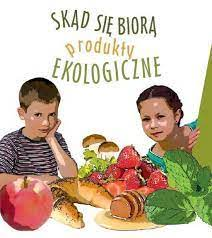 SKĄD SIĘ BIORĄ
produkty
EKOLOGICZNE